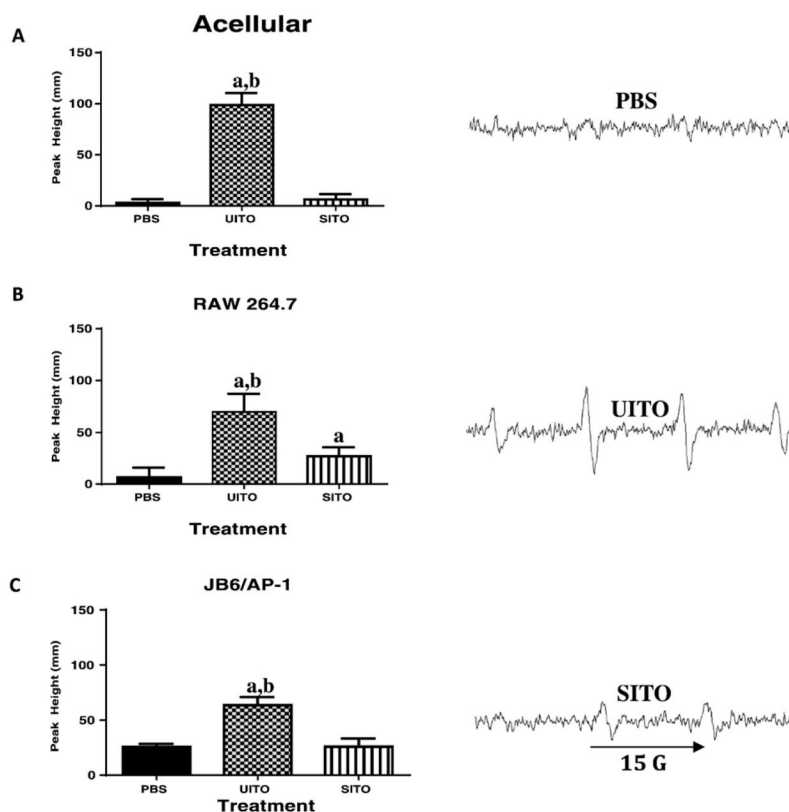 A
Acellular
150
100
50
0
Peak Height (mm)
a,b
PBS
UITO
SITO
Treatment
PBS
B
RAW 264.7
150
100
50
0
Peak Height (mm)
a,b
a
PBS
UITO
SITO
Treatment
UITO
C
JB6/AP-1
150
100
50
0
Peak Height (mm)
a,b
PBS
UITO
SITO
Treatment
SITO
15 G